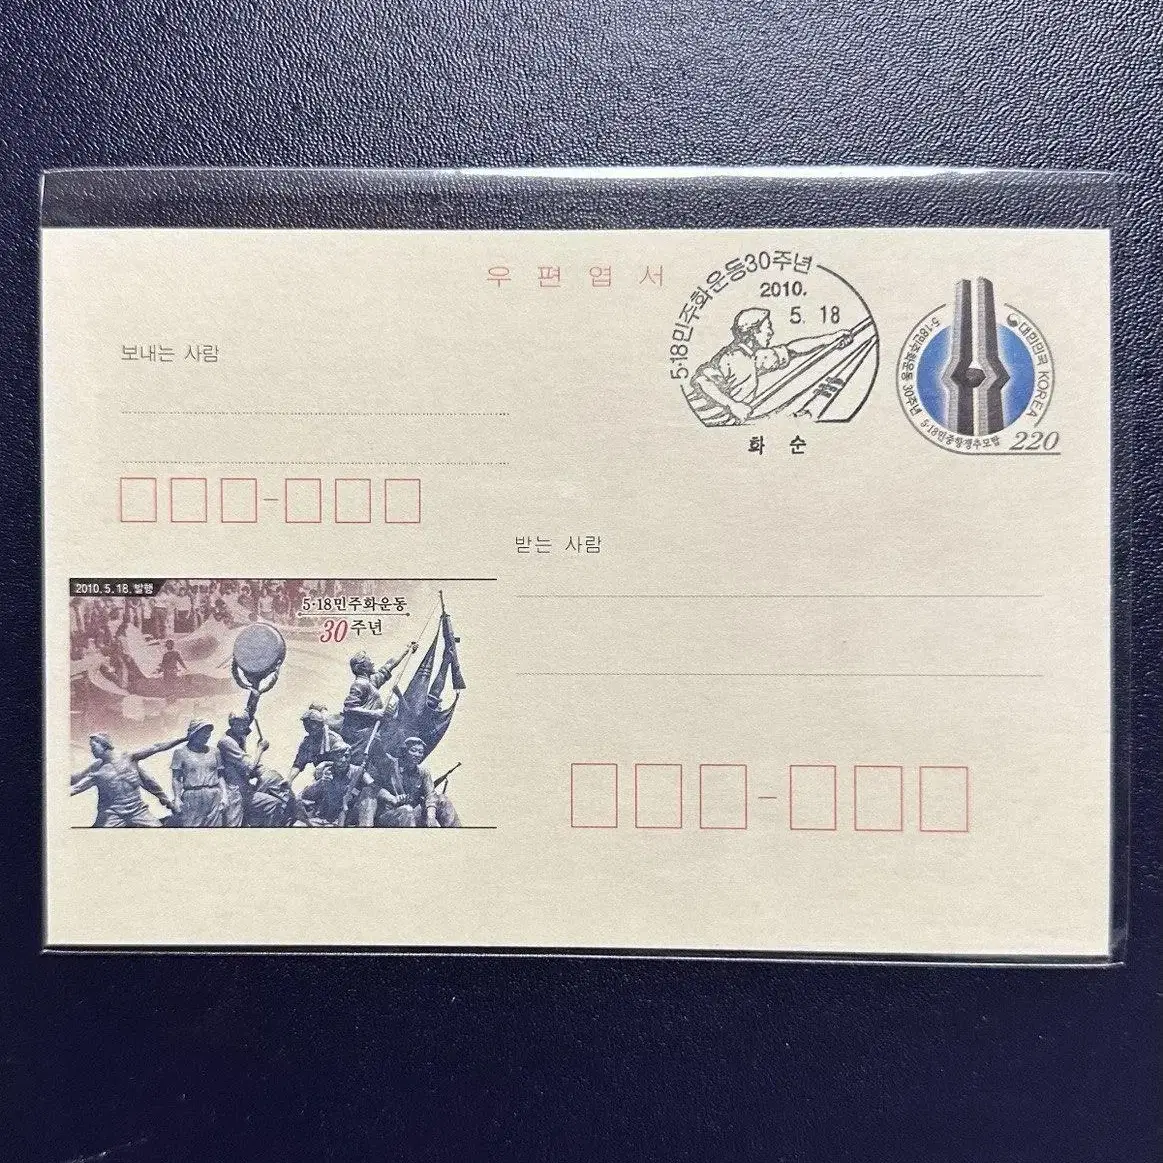 우편엽서
5·18민주화운동30주년
2010.
5. 18
화 순
5·18민주화운동 30주년
대한민국 KOREA
5·18민중항쟁추모탑
220
보내는 사람
받는 사람
2010. 5. 18. 발행
5·18민주화운동
30주년